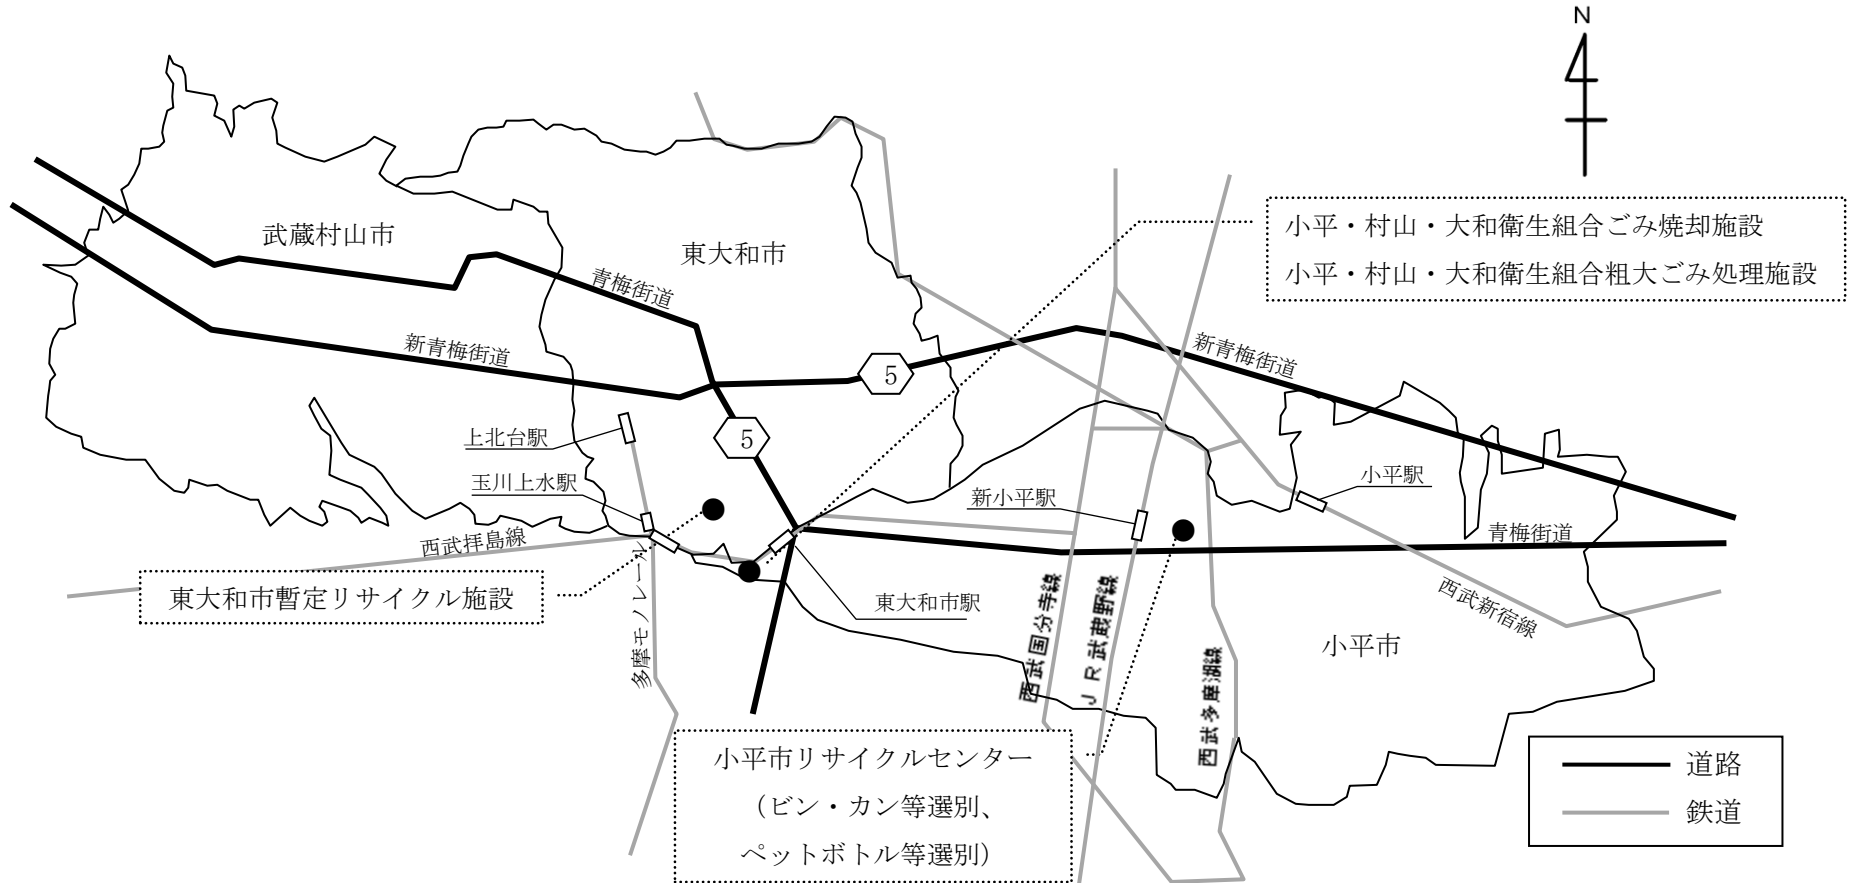 N
小平・村山・大和衛生組合ごみ焼却施設
小平・村山・大和衛生組合粗大ごみ処理施設
武蔵村山市
東大和市
青梅街道
新青梅街道
新青梅街道
5
5
上北台駅
玉川上水駅
小平駅
新小平駅
青梅街道
西武拝島線
東大和市暫定リサイクル施設
東大和市駅
多摩モノレール
西武国分寺線
JR武蔵野線
西武多摩湖線
西武新宿線
小平市
小平市リサイクルセンター
（ビン・カン等選別、
ペットボトル等選別）
道路
鉄道